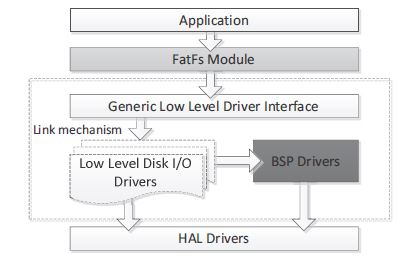 Application
FatFs Module
Generic Low Level Driver Interface
Link mechanism
Low Level Disk I/O
Drivers
BSP Drivers
HAL Drivers